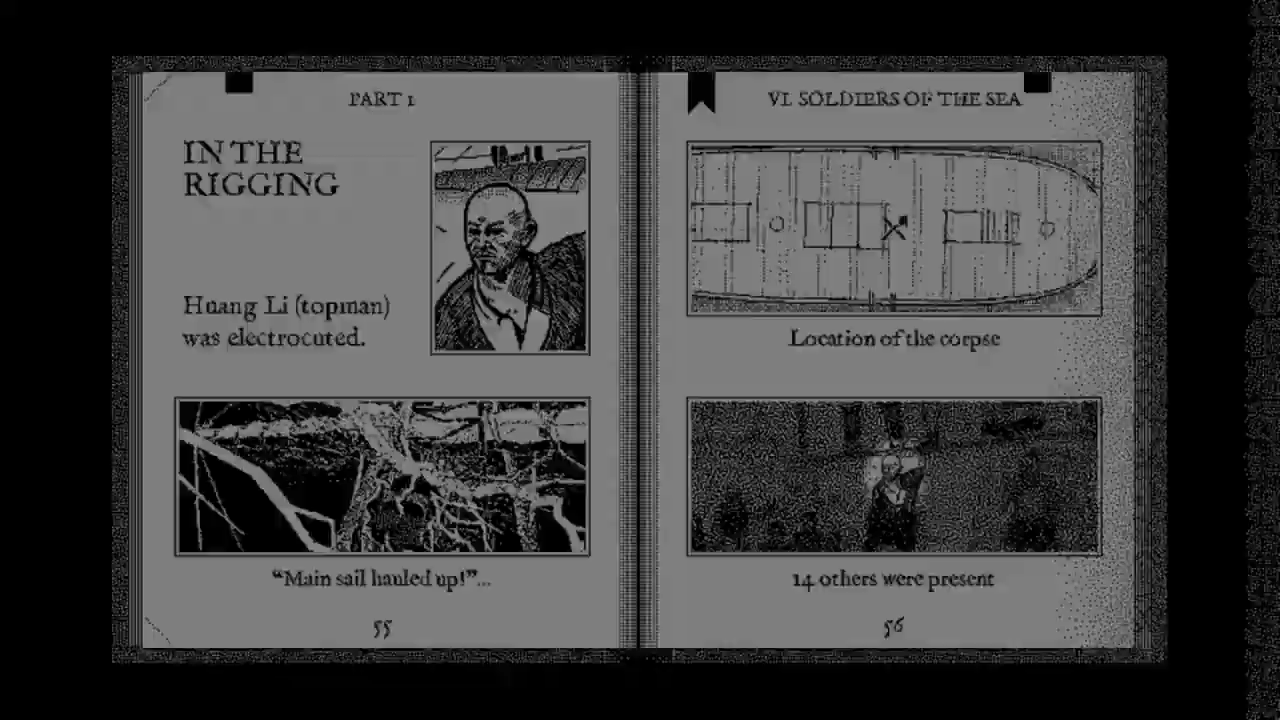 PART 1
IN THE
RIGGING
Huang Li (topman)
was electrocuted.
“Main sail hauled up!”...
55
VI. SOLDIERS OF THE SEA
Location of the corpse
14 others were present
56